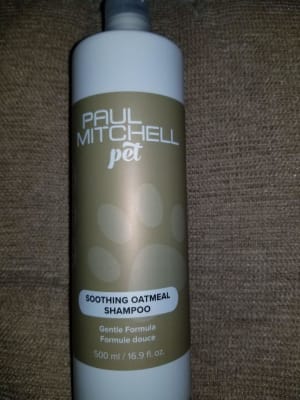 PAUL
MITCHELL
pet
SOOTHING OATMEAL
SHAMPOO
Gentle Formula
Formule douce
500 ml / 16.9 fl. oz.